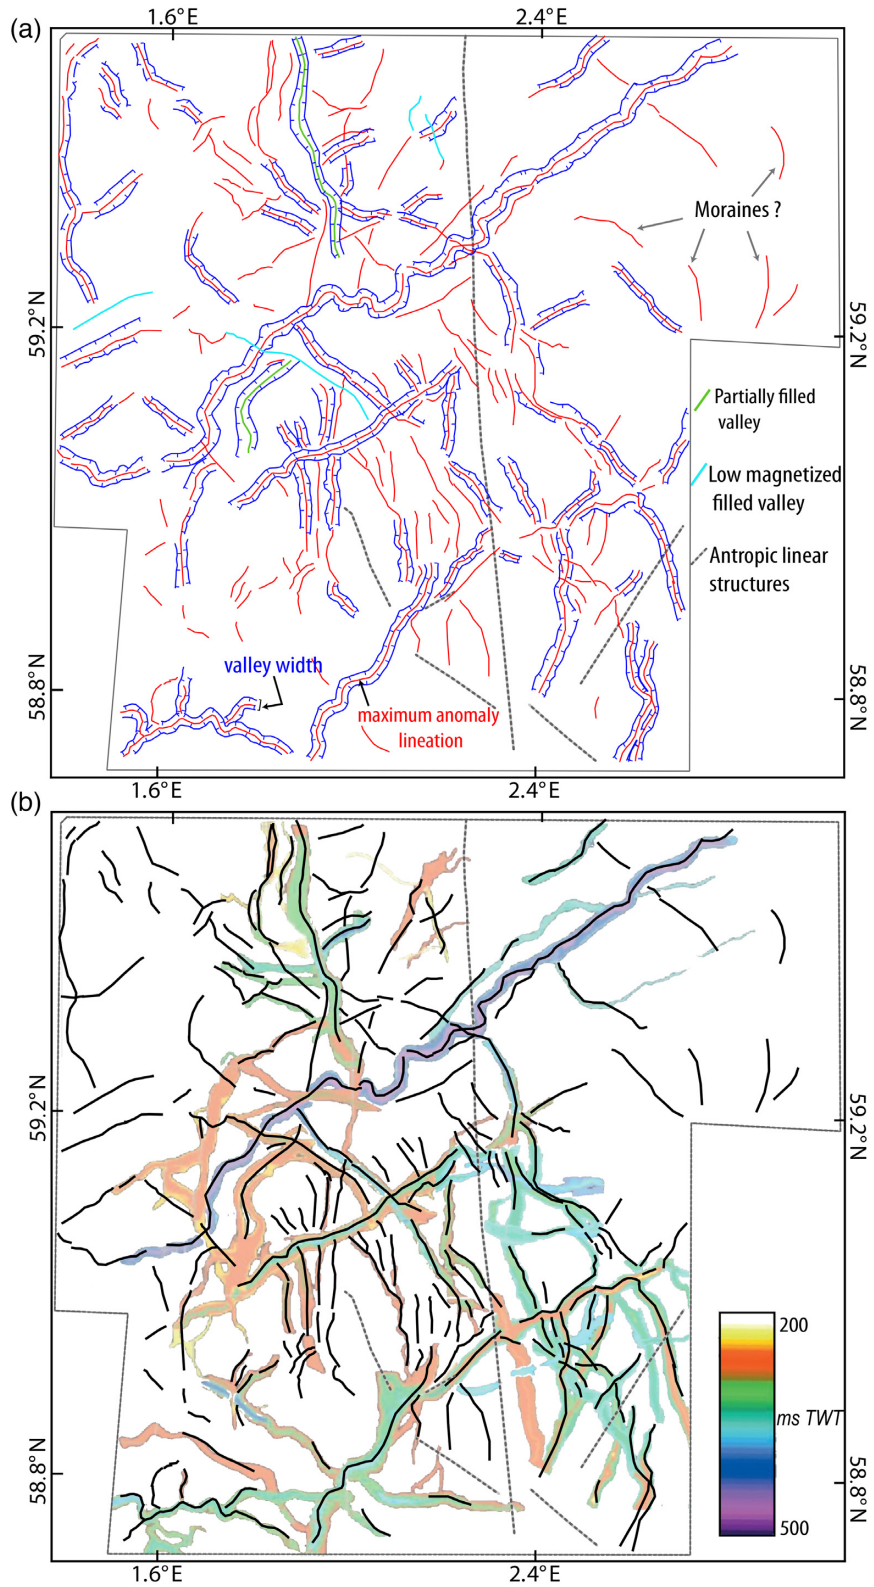 (a)
1.6°E 2.4°E
Moraines ?
59.2°N 59.2°N
Partially filled
valley
Low magnetized
filled valley
Antropic linear
structures
valley width
58.8°N 58.8°N
maximum anomaly
lineation
1.6°E 2.4°E
(b)
59.2°N 59.2°N
200
ms TWT
58.8°N 58.8°N
500
1.6°E 2.4°E